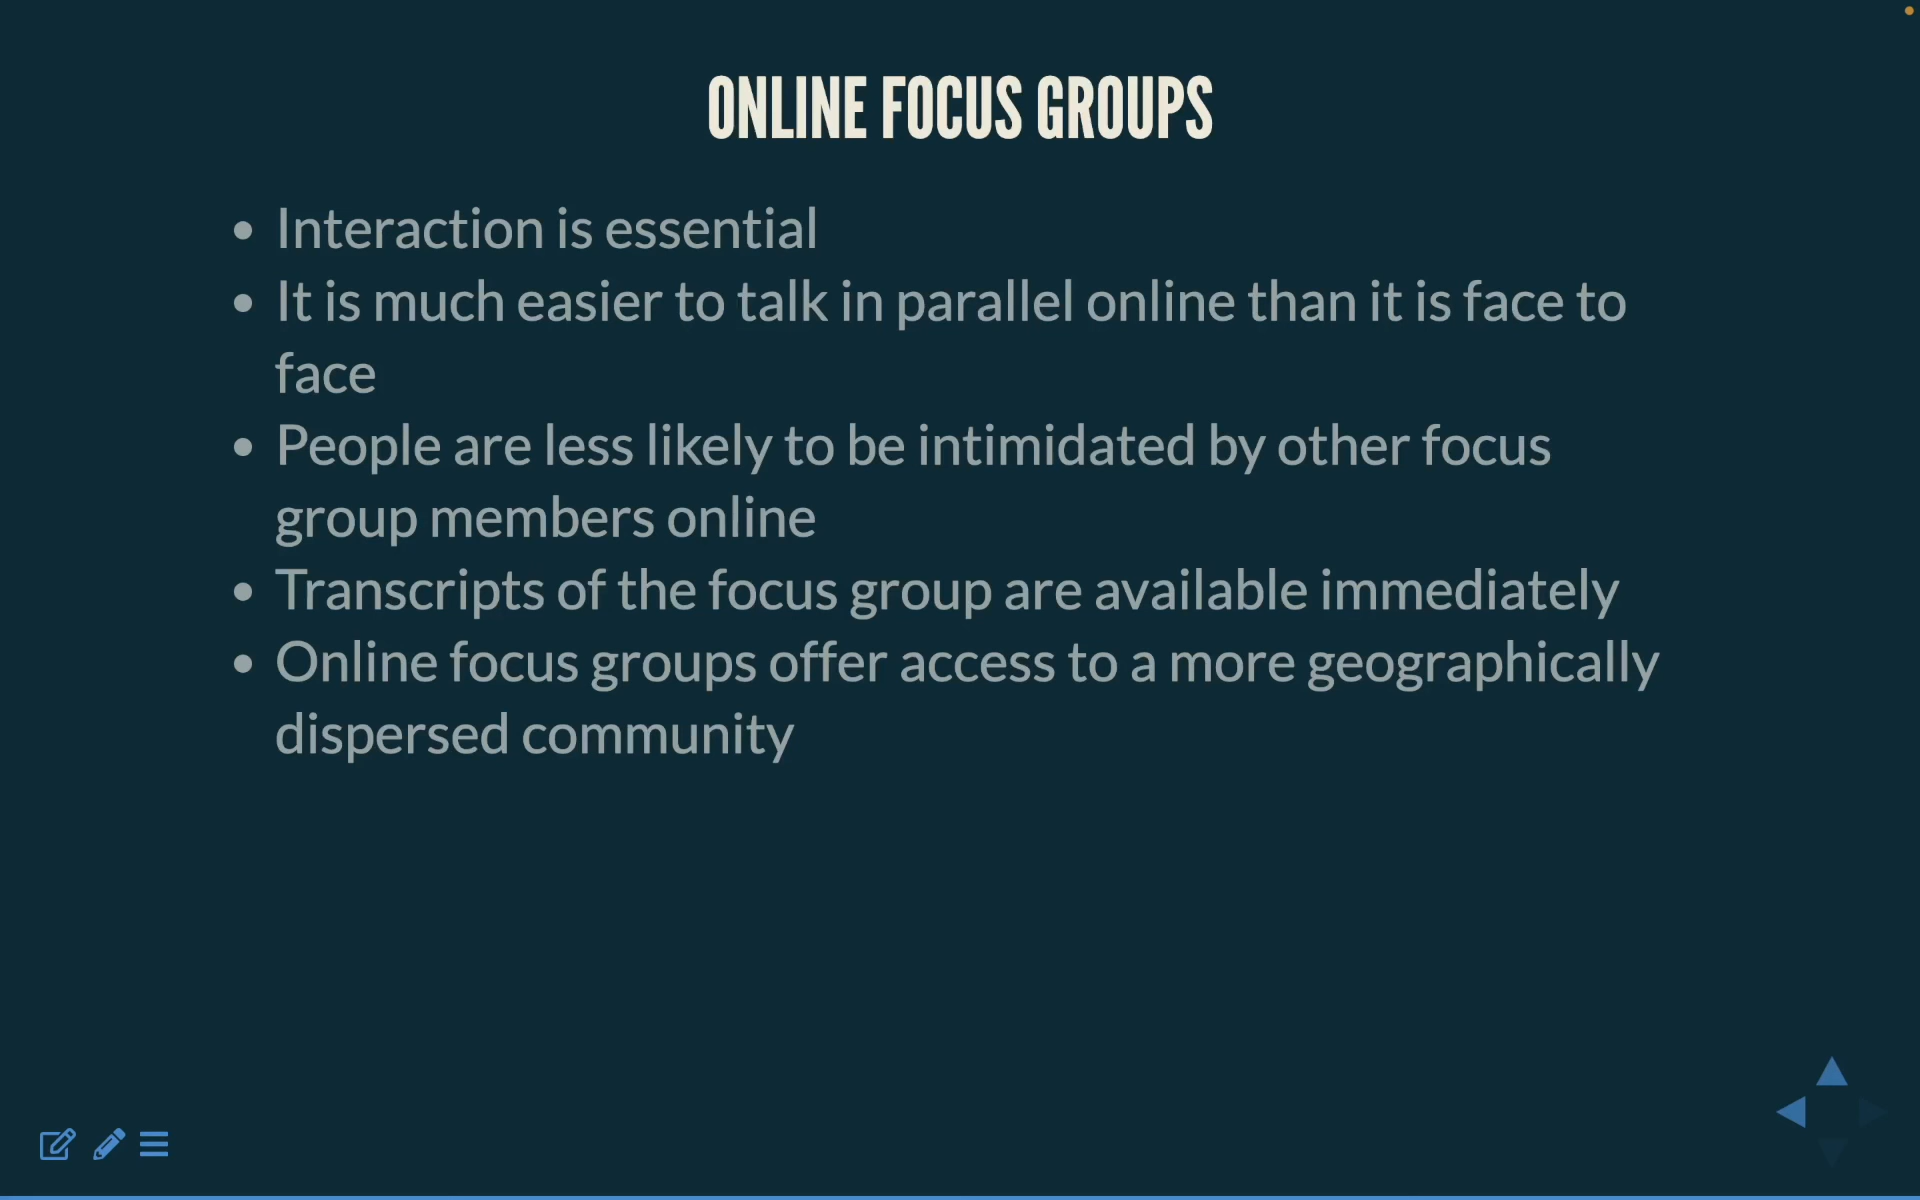 ONLINE FOCUS GROUPS
Interaction is essential
It is much easier to talk in parallel online than it is face to
face
People are less likely to be intimidated by other focus
group members online
Transcripts of the focus group are available immediately
Online focus groups offer access to a more geographically
dispersed community